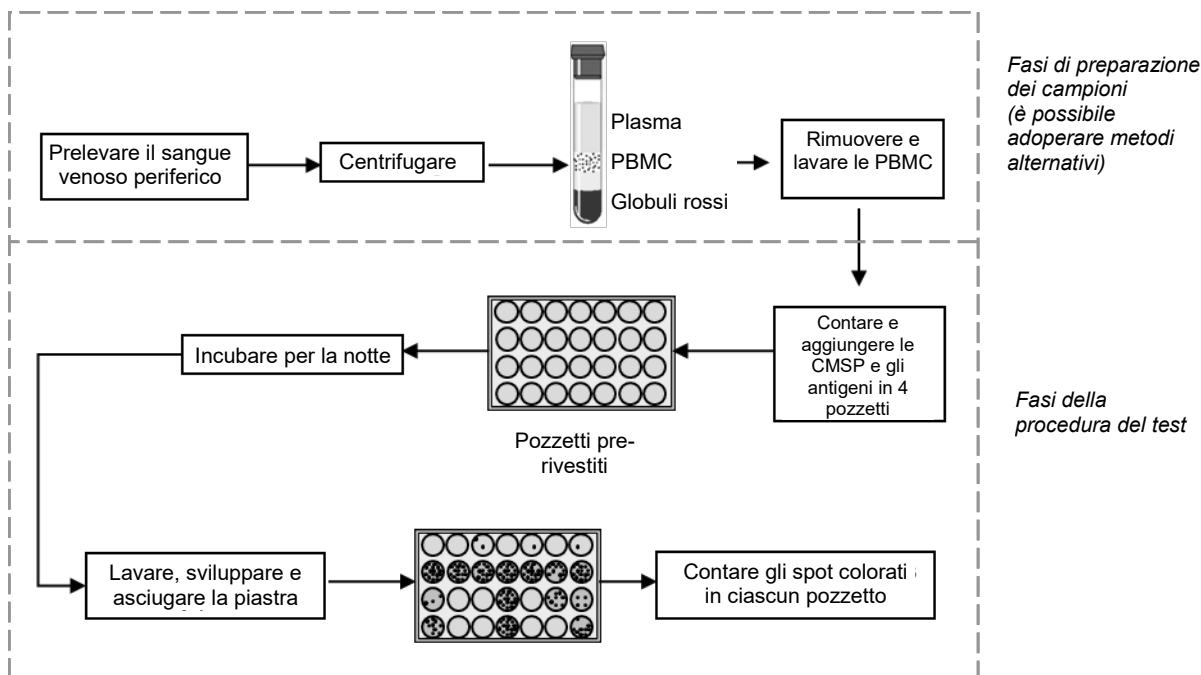 Fasi di preparazione
dei campioni
(è possibile
adoperare metodi
alternativi)
Prelevare il sangue
venoso periferico
Centrifugare
Plasma
PBMC
Globuli rossi
Rimuovere e
lavare le PBMC
Contare e
aggiungere le
CMSP e gli
antigeni in 4
pozzetti
Pozzetti pre-
rivestiti
Incubare per la notte
Fasi della
procedura del test
Lavare, sviluppare e
asciugare la piastra
Contare gli spot colorati
in ciascun pozzetto